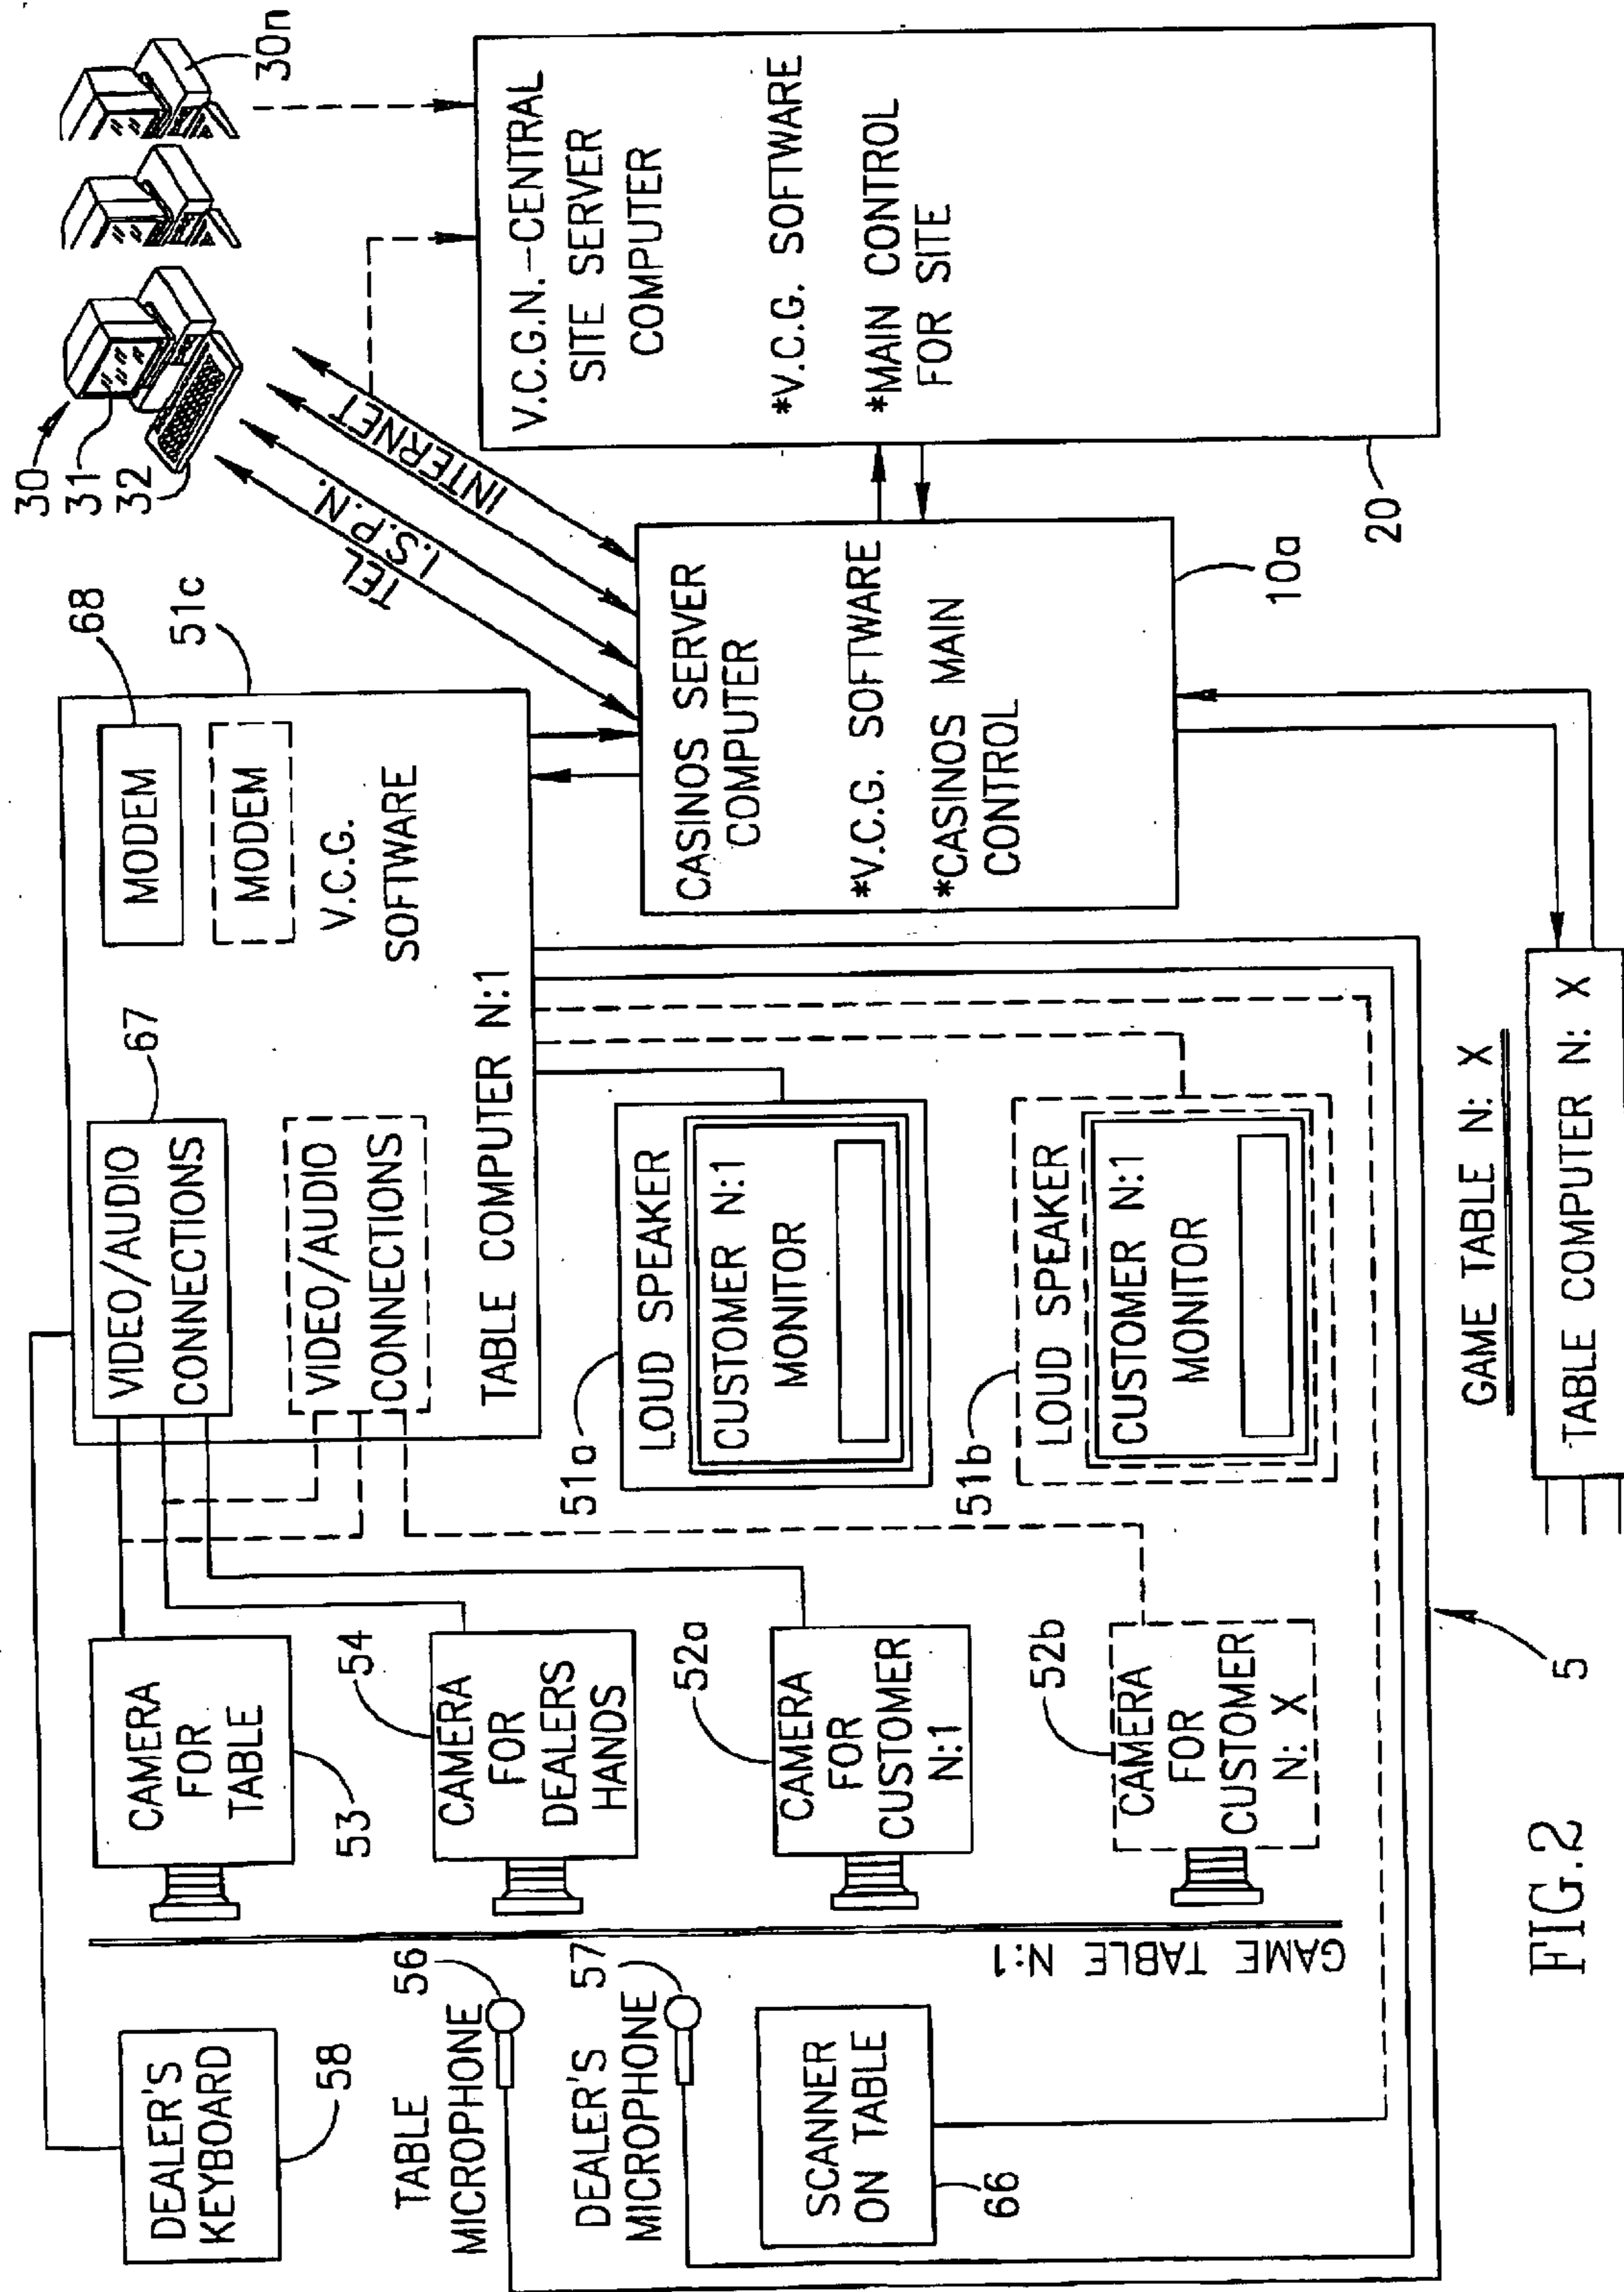 30
31
32
30n
V.C.G.N.-CENTRAL
SITE SERVER
COMPUTER
*V.C.G. SOFTWARE
*MAIN CONTROL
FOR SITE
20
TEL
I.S.P.N.
INTERNET
CASINOS SERVER
COMPUTER
*V.C.G. SOFTWARE
*CASINOS MAIN
CONTROL
10a
68
51c
MODEM
MODEM
V.C.G.
SOFTWARE
67
VIDEO/AUDIO
CONNECTIONS
VIDEO/AUDIO
CONNECTIONS
TABLE COMPUTER N:1
51a
LOUD SPEAKER
CUSTOMER N:1
MONITOR
51b
LOUD SPEAKER
CUSTOMER N:1
MONITOR
GAME TABLE N: X
TABLE COMPUTER N: X
CAMERA
FOR
TABLE
53
54
CAMERA
FOR
DEALERS
HANDS
52a
CAMERA
FOR
CUSTOMER
N:1
52b
CAMERA
FOR
CUSTOMER
N: X
5
GAME TABLE N:1
DEALER'S
KEYBOARD
58
TABLE
MICROPHONE
56
DEALER'S
MICROPHONE
57
SCANNER
ON TABLE
66
FIG.2